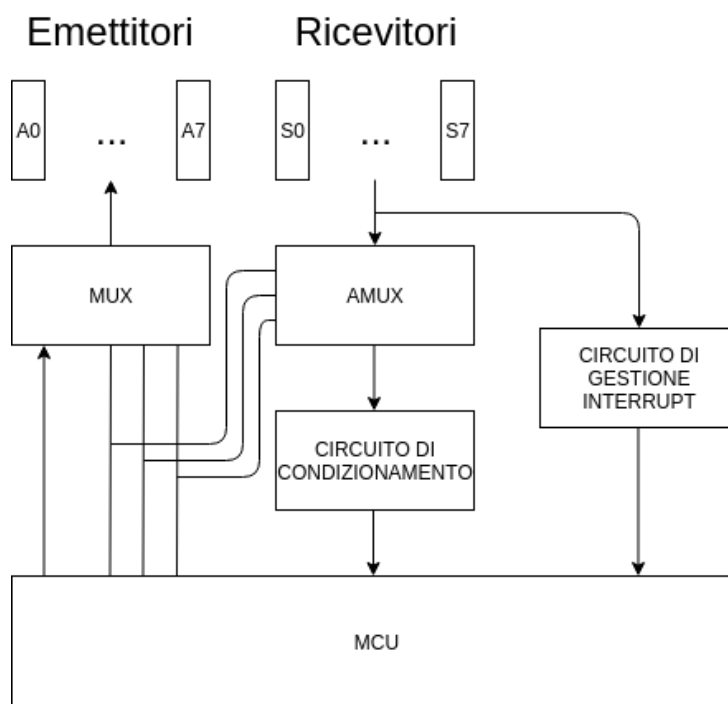 Emettitori Ricevitori
A0 ... A7 S0 ... S7
MUX AMUX
CIRCUITO DI
GESTIONE
INTERRUPT
CIRCUITO DI
CONDIZIONAMENTO
MCU